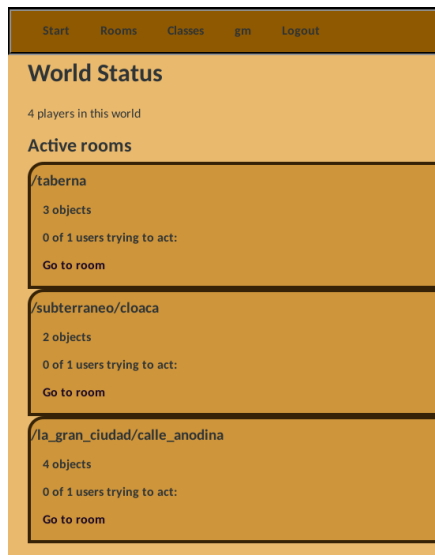 Start Rooms Classes gm Logout
World Status
4 players in this world
Active rooms
/taberna
3 objects
0 of 1 users trying to act:
Go to room
/subterraneo/cloaca
2 objects
0 of 1 users trying to act:
Go to room
/la_gran_ciudad/calle_anodina
4 objects
0 of 1 users trying to act:
Go to room